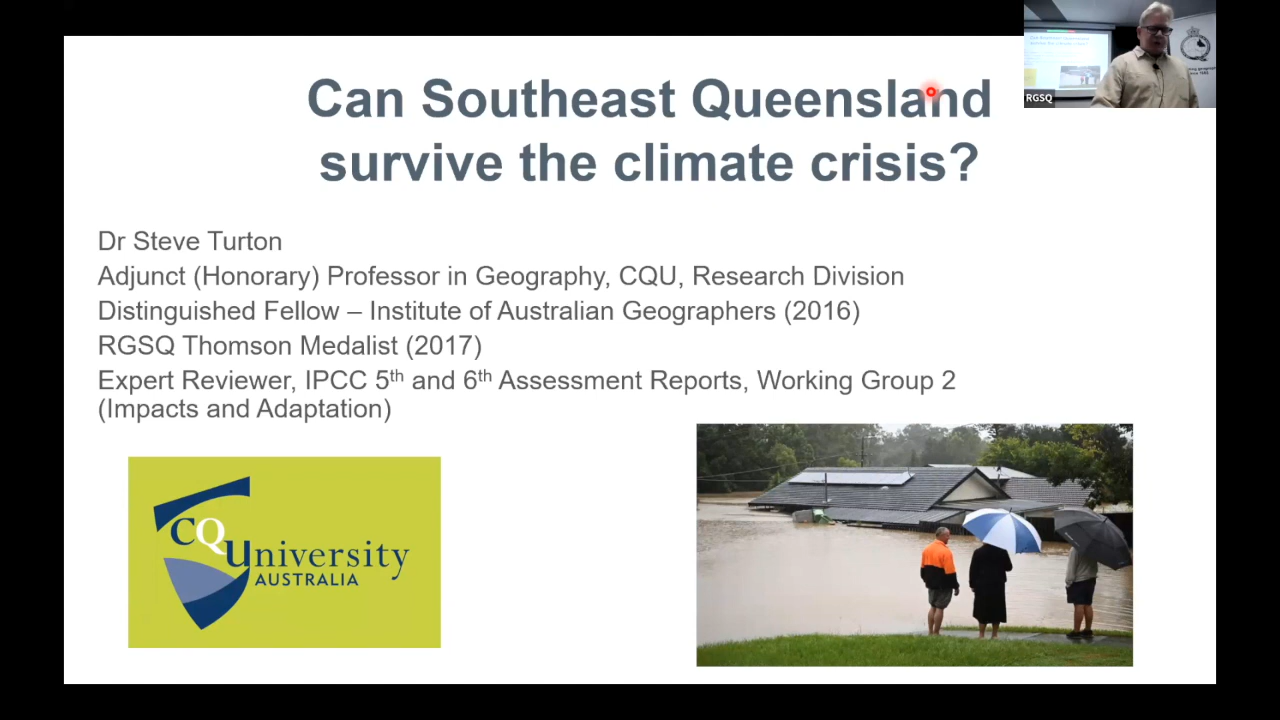 Can Southeast Queensland
survive the climate crisis?
RGSQ
Dr Steve Turton
Adjunct (Honorary) Professor in Geography, CQU, Research Division
Distinguished Fellow – Institute of Australian Geographers (2016)
RGSQ Thomson Medalist (2017)
Expert Reviewer, IPCC 5th and 6th Assessment Reports, Working Group 2
(Impacts and Adaptation)
CQUniversity
AUSTRALIA